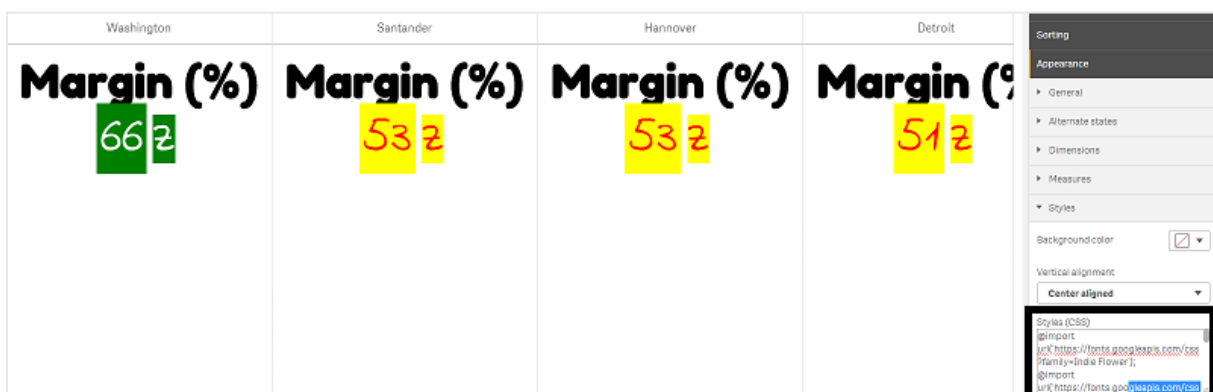 Washington Santander Hannover Detroit
Margin (%) Margin (%) Margin (%) Margin (%
66 z 53 z 53 z 51 z
Sorting
Appearance
General
Alternate states
Dimensions
Measures
Styles
Background color
Vertical alignment
Center aligned
Styles (CSS)
@import
url('https://fonts.googleapis.com/css
?family=Indie Flower');
@import
url('https://fonts.googleapis.com/css